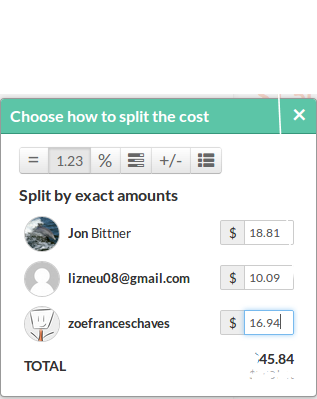 Choose how to split the cost ×
= 1.23 % +/-
Split by exact amounts
Jon Bittner $ 18.81
lizneu08@gmail.com $ 10.09
zoefranceschaves $ 16.94
TOTAL 45.84